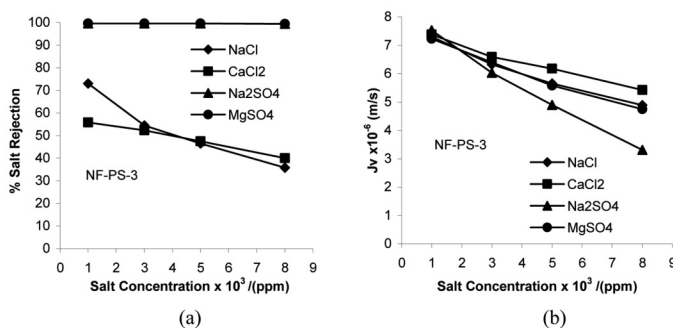 100
90
80
70
60
50
40
30
20
10
0
% Salt Rejection
NF-PS-3
NaCl
CaCl2
Na2SO4
MgSO4
0 1 2 3 4 5 6 7 8 9
Salt Concentration x 10³ /(ppm)
(a)
8
7
6
5
4
3
2
1
0
Jv x10⁻⁶ (m/s)
NF-PS-3
NaCl
CaCl2
Na2SO4
MgSO4
0 1 2 3 4 5 6 7 8 9
Salt Concentration x 10³ /(ppm)
(b)